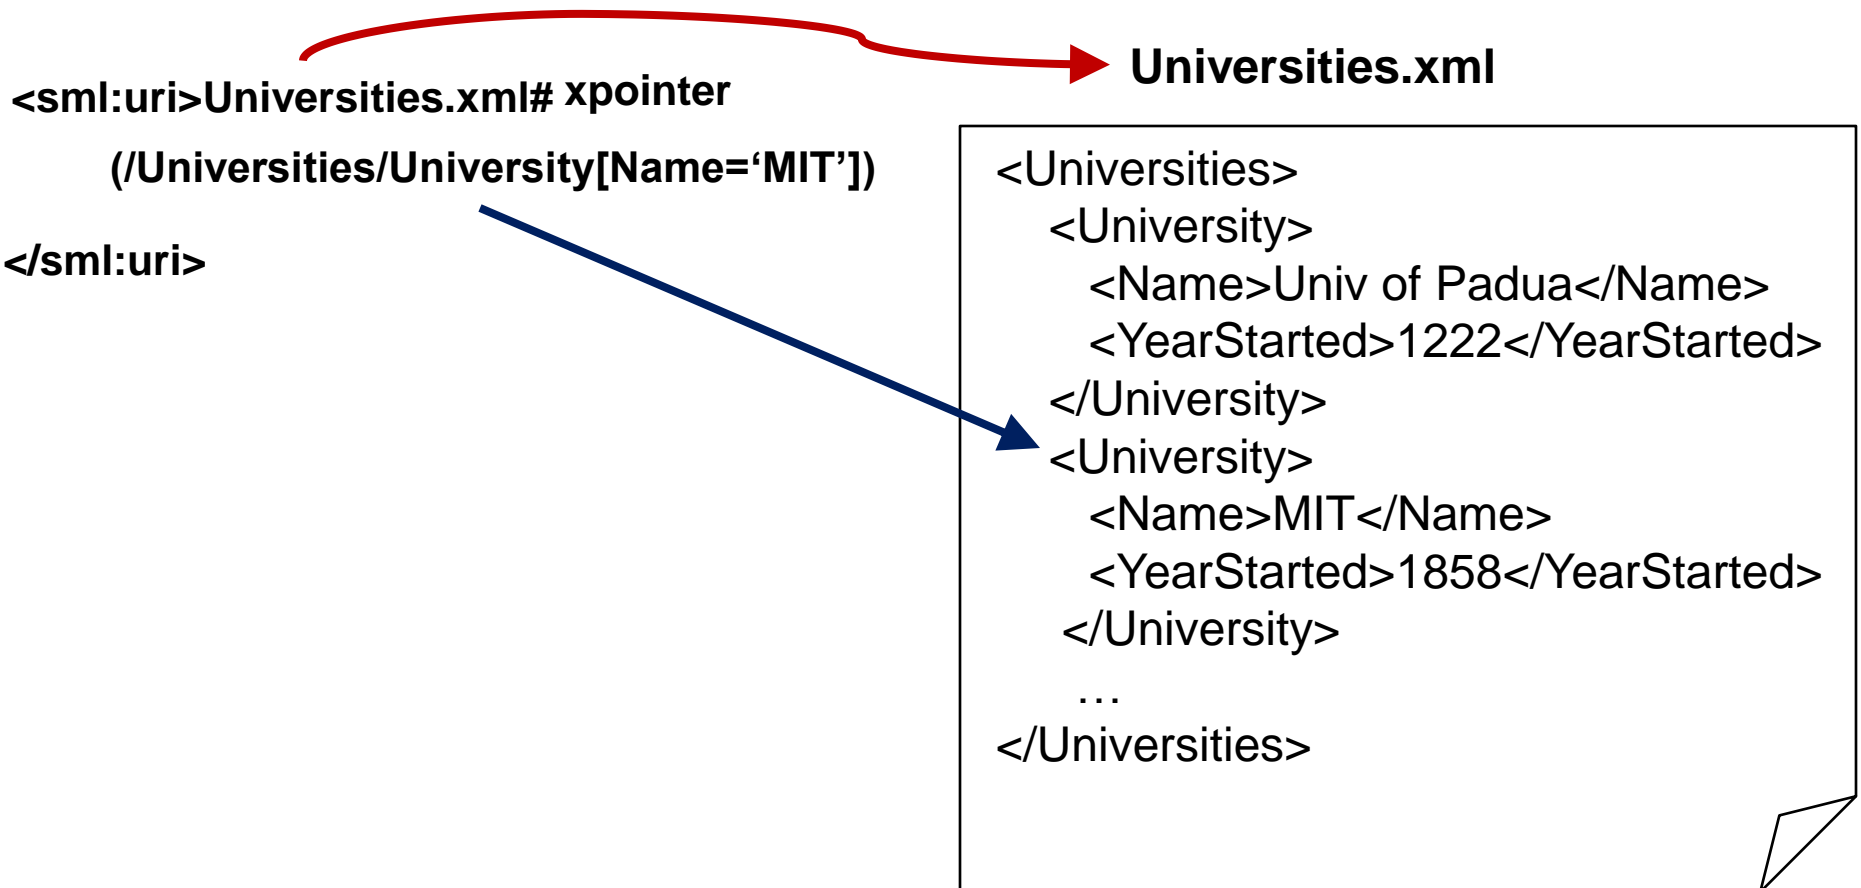 <sml:uri>Universities.xml# xpointer
(/Universities/University[Name=‘MIT’])
</sml:uri>
Universities.xml
<Universities>
<University>
<Name>Univ of Padua</Name>
<YearStarted>1222</YearStarted>
</University>
<University>
<Name>MIT</Name>
<YearStarted>1858</YearStarted>
</University>
…
</Universities>